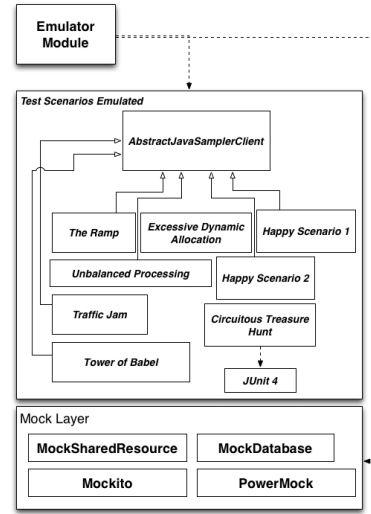 Emulator
Module
Test Scenarios Emulated
AbstractJavaSamplerClient
The Ramp
Excessive Dynamic
Allocation
Happy Scenario 1
Unbalanced Processing
Happy Scenario 2
Traffic Jam
Circuitous Treasure
Hunt
Tower of Babel
JUnit 4
Mock Layer
MockSharedResource
MockDatabase
Mockito
PowerMock